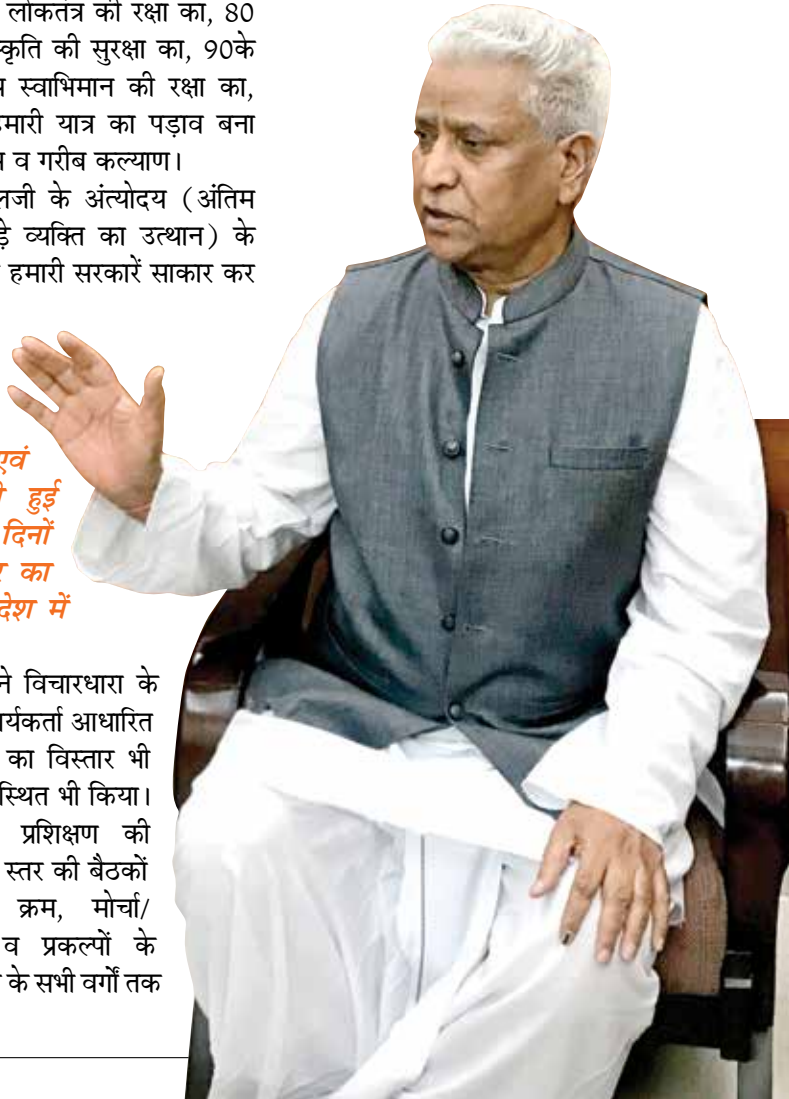 लोकतंत्र की रक्षा का, 80
कृति की सुरक्षा का, 90के
स्वाभिमान की रक्षा का,
मारी यात्र का पड़ाव बना
व गरीब कल्याण।
लजी के अंत्योदय (अंतिम
ड़े व्यक्ति का उत्थान) के
हमारी सरकारें साकार कर
एवं
हुई
दिनों
का
देश में
ने विचारधारा के
र्यकर्ता आधारित
का विस्तार भी
स्थित भी किया।
प्रशिक्षण की
स्तर की बैठकों
क्रम, मोर्चा/
व प्रकल्पों के
के सभी वर्गों तक